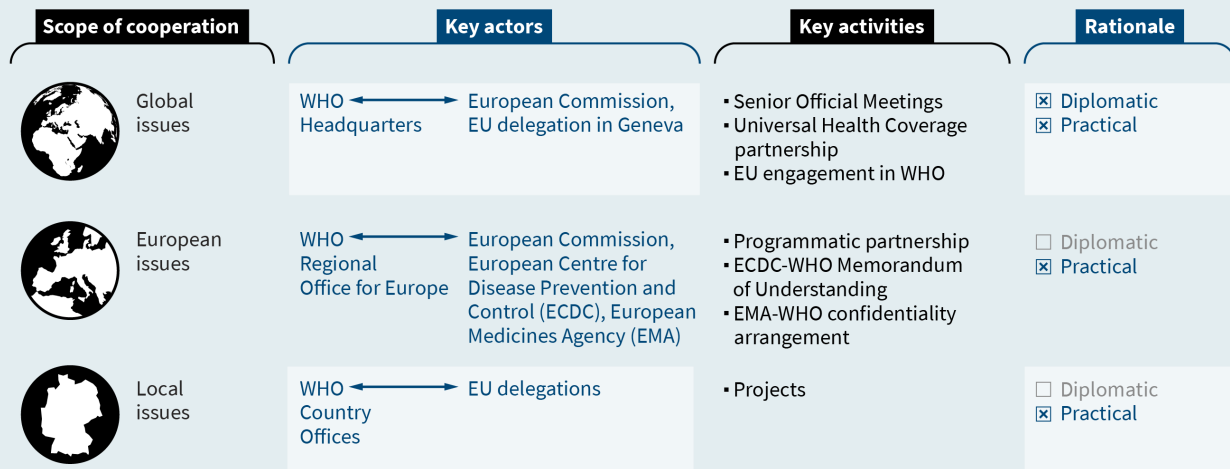 Scope of cooperation
Key actors
Key activities
Rationale
Global
issues
WHO
Headquarters
European Commission,
EU delegation in Geneva
▪ Senior Official Meetings
▪ Universal Health Coverage
partnership
▪ EU engagement in WHO
☒ Diplomatic
☒ Practical
European
issues
WHO
Regional
Office for Europe
European Commission,
European Centre for
Disease Prevention and
Control (ECDC), European
Medicines Agency (EMA)
▪ Programmatic partnership
▪ ECDC-WHO Memorandum
of Understanding
▪ EMA-WHO confidentiality
arrangement
☐ Diplomatic
☒ Practical
Local
issues
WHO
Country
Offices
EU delegations
▪ Projects
☐ Diplomatic
☒ Practical